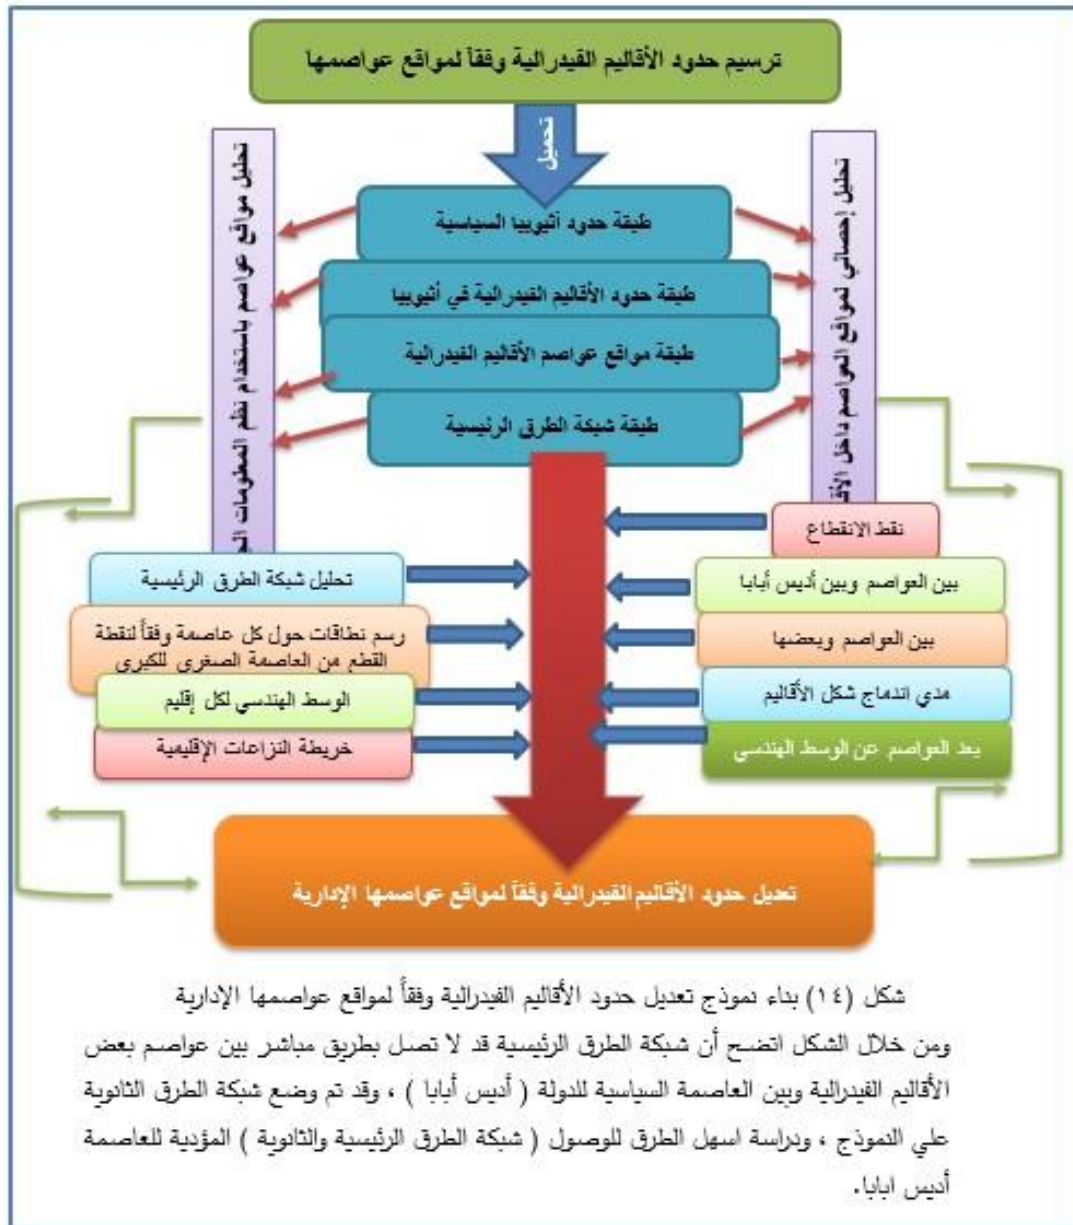 ترسيم حدود الأقاليم الفيدرالية وفقاً لمواقع عواصمها
تحميل
تحليل إحصائي لمواقع العواصم داخل
تحليل مواقع عواصم باستخدام نظم المعلومات
طبقة حدود أثيوبيا السياسية
طبقة حدود الأقاليم الفيدرالية في أثيوبيا
طبقة مواقع عواصم الأقاليم الفيدرالية
طبقة شبكة الطرق الرئيسية
نقط الانقطاع
بين العواصم وبين أديس أبابا
بين العواصم وبعضها
مدي اندماج شكل الأقاليم
بعد العواصم عن الوسط الهندسي
تحليل شبكة الطرق الرئيسية
رسم نطاقات حول كل عاصمة وفقاً لنقطة
القطع من العاصمة الصغرى للكبرى
الوسط الهندسي لكل إقليم
خريطة النزاعات الإقليمية
تعديل حدود الأقاليم الفيدرالية وفقاً لمواقع عواصمها الإدارية
شكل (١٤) بناء نموذج تعديل حدود الأقاليم الفيدرالية وفقاً لمواقع عواصمها الإدارية
ومن خلال الشكل اتضح أن شبكة الطرق الرئيسية قد لا تصل بطريق مباشر بين عواصم بعض
الأقاليم الفيدرالية وبين العاصمة السياسية للدولة ( أديس أبابا ) ، وقد تم وضع شبكة الطرق الثانوية
علي النموذج ، ودراسة اسهل الطرق للوصول ( شبكة الطرق الرئيسية والثانوية ) المؤدية للعاصمة
أديس ابابا.